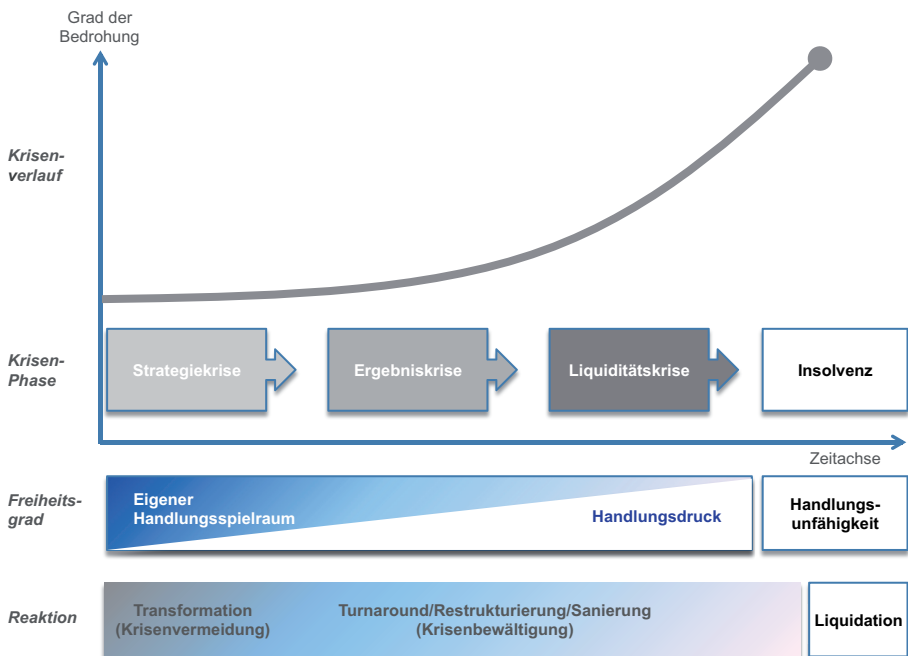 Grad der
Bedrohung
Krisen-
verlauf
Krisen-
Phase
Strategiekrise
Ergebniskrise
Liquiditätskrise
Insolvenz
Zeitachse
Freiheits-
grad
Eigener
Handlungsspielraum
Handlungsdruck
Handlungs-
unfähigkeit
Reaktion
Transformation
(Krisenvermeidung)
Turnaround/Restrukturierung/Sanierung
(Krisenbewältigung)
Liquidation